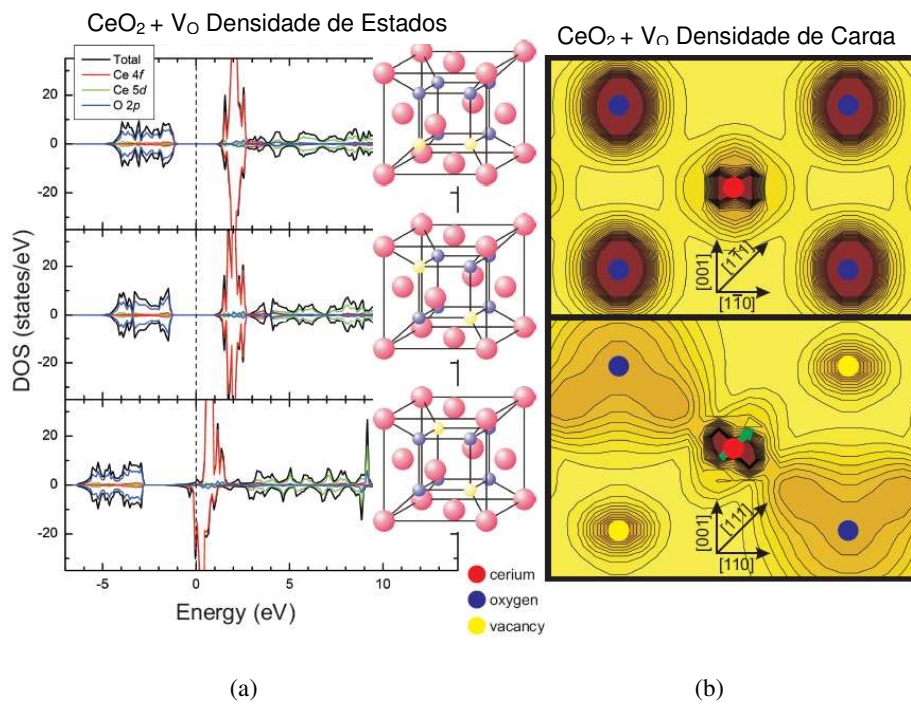 CeO₂ + V_O Densidade de Estados
CeO₂ + V_O Densidade de Carga
Total
Ce 4f
Ce 5d
O 2p
20
0
-20
20
0
-20
20
0
-20
DOS (states/eV)
-5
0
5
10
Energy (eV)
cerium
oxygen
vacancy
[001]
[11̅1]
[11̅0]
[001]
[111]
[110]
(a)
(b)